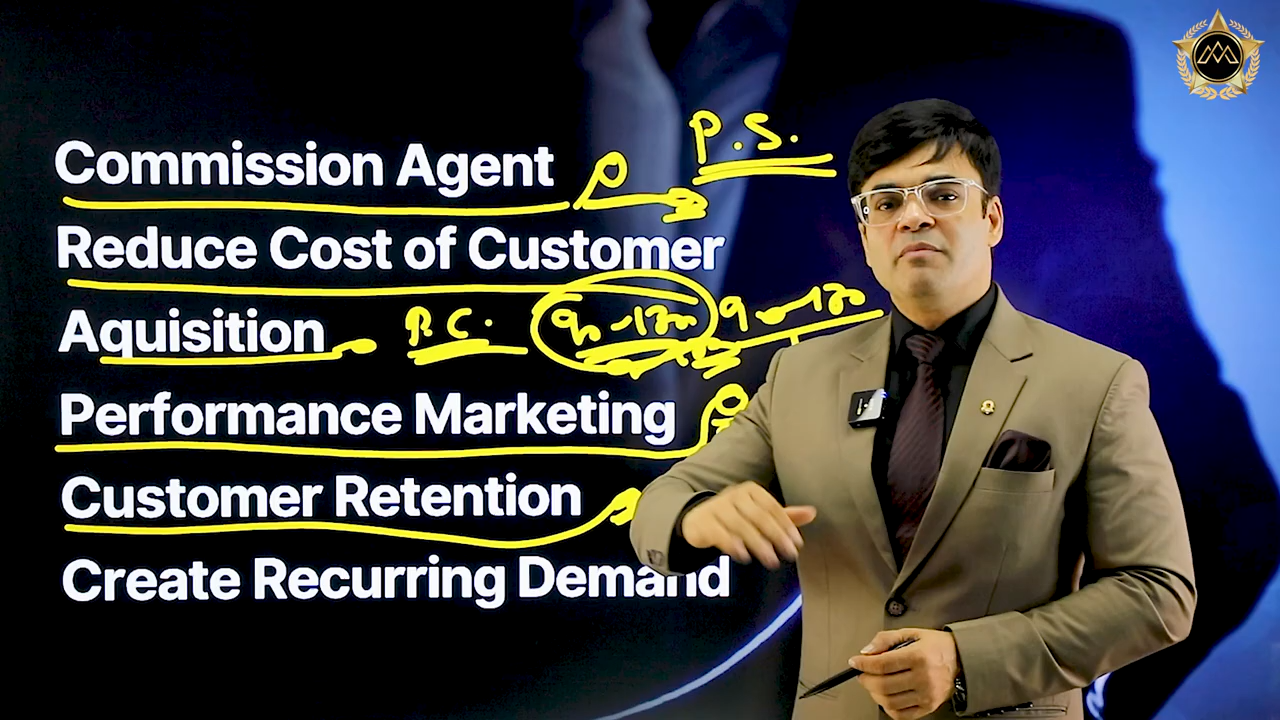 Commission Agent
P.S.
Reduce Cost of Customer
Aquisition
P.C.
Performance Marketing
Customer Retention
Create Recurring Demand